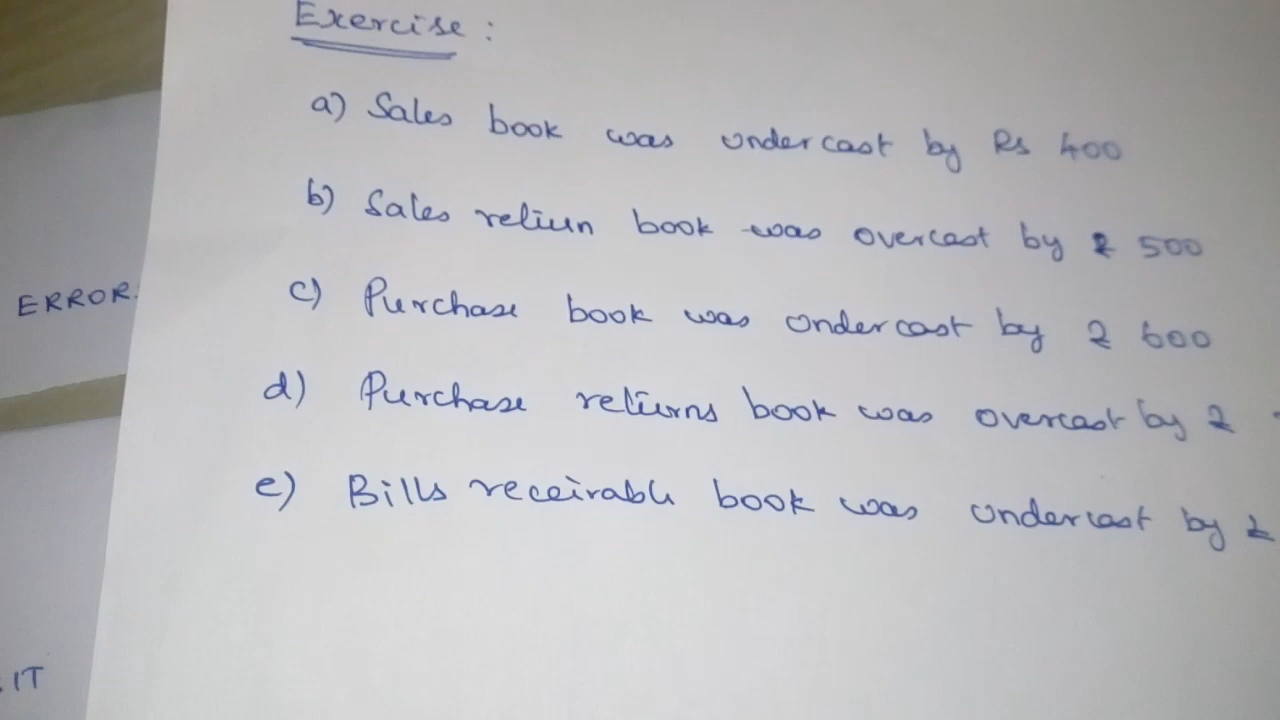 Exercise :
a) Sales book was undercast by Rs 400
b) Sales return book was overcast by ₹ 500
c) Purchase book was undercast by ₹ 600
d) Purchase returns book was overcast by ₹
e) Bills receivable book was undercast by ₹
ERROR
IT